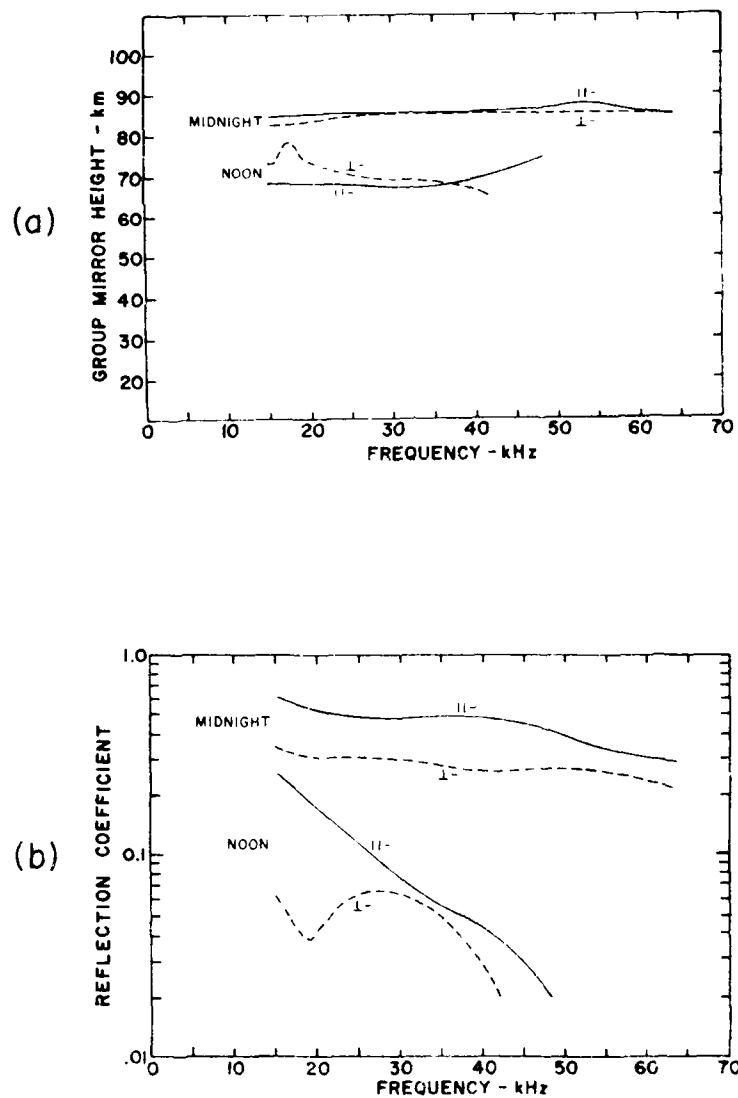 (a)
GROUP MIRROR HEIGHT - km
100
90
80
70
60
50
40
30
20
MIDNIGHT
NOON
||-
⊥-
⊥-
||-
0 10 20 30 40 50 60 70
FREQUENCY - kHz
(b)
REFLECTION COEFFICIENT
1.0
0.1
.01
MIDNIGHT
NOON
||-
⊥-
||-
⊥-
0 10 20 30 40 50 60 70
FREQUENCY - kHz